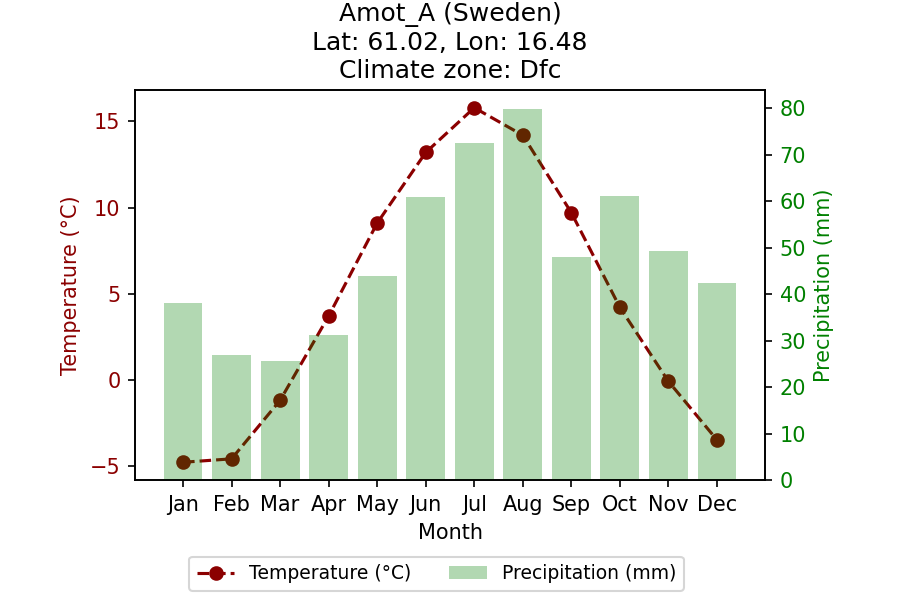 Amot_A (Sweden)
Lat: 61.02, Lon: 16.48
Climate zone: Dfc
Temperature (°C)
15
10
5
0
−5
80
70
60
50
40
30
20
10
0
Precipitation (mm)
Jan Feb Mar Apr May Jun Jul Aug Sep Oct Nov Dec
Month
Temperature (°C) Precipitation (mm)